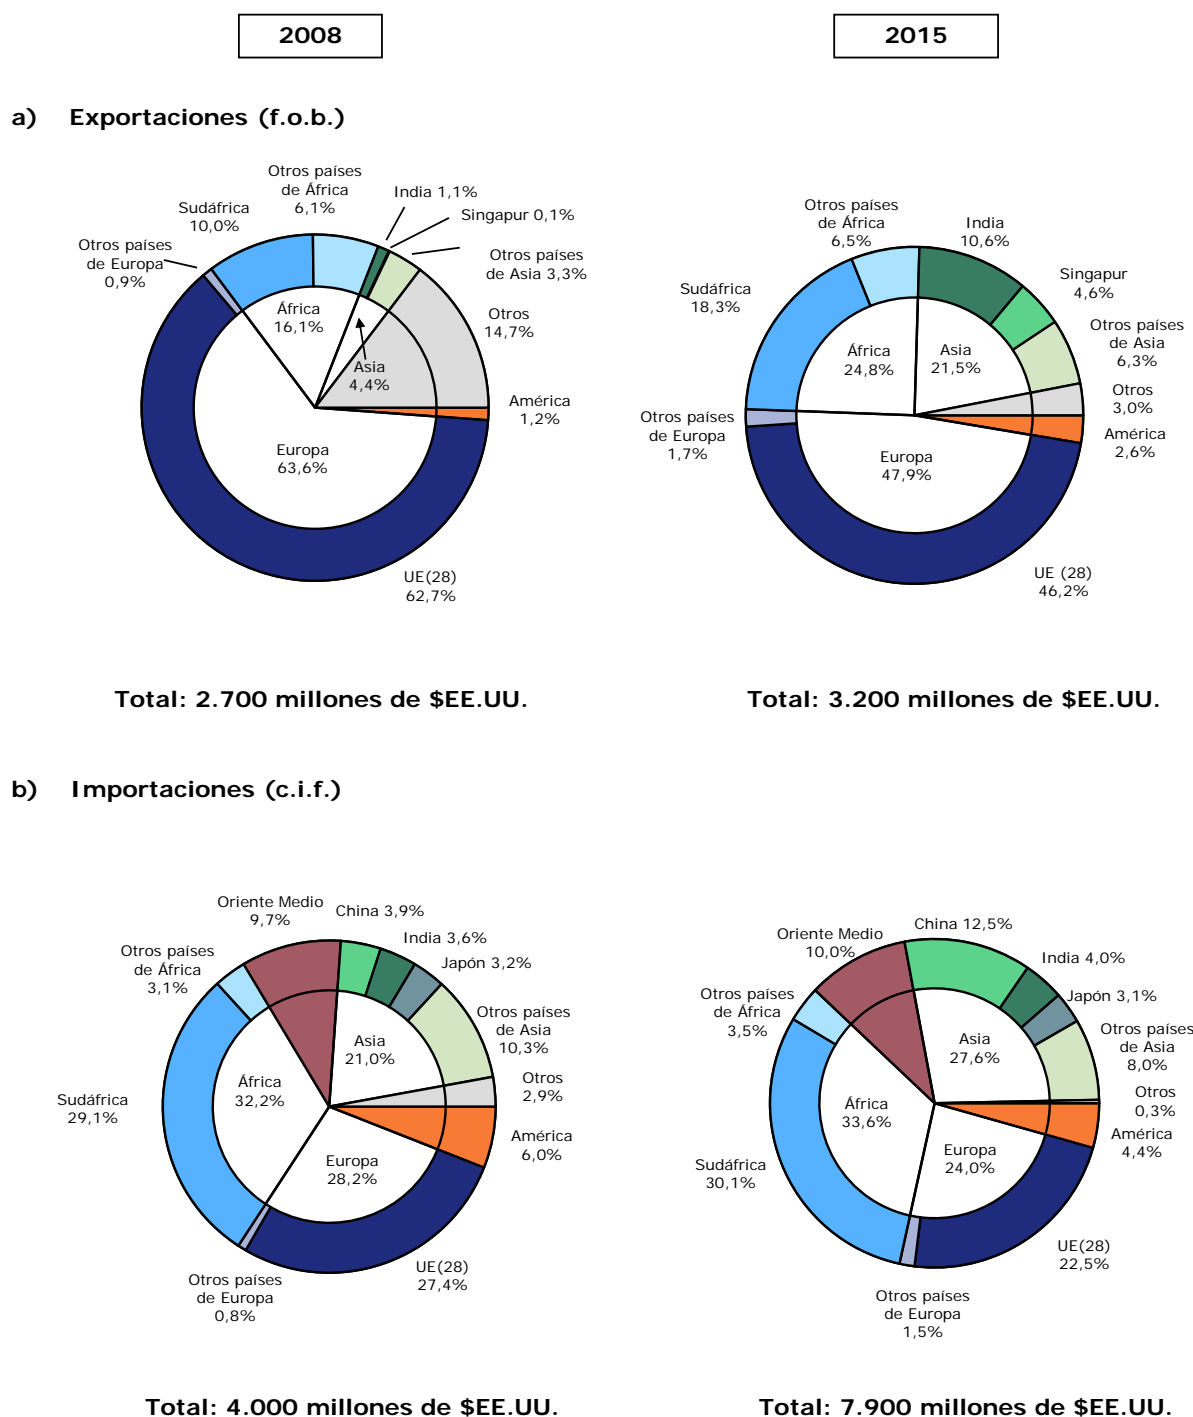 2008
2015
a) Exportaciones (f.o.b.)
Otros países
de África
6,1%
India 1,1%
Singapur 0,1%
Otros países
de Asia 3,3%
Sudáfrica
10,0%
Otros países
de Europa
0,9%
África
16,1%
Asia
4,4%
Otros
14,7%
América
1,2%
Europa
63,6%
UE(28)
62,7%
Otros países
de África
6,5%
India
10,6%
Singapur
4,6%
Sudáfrica
18,3%
Otros países
de Asia
6,3%
África
24,8%
Asia
21,5%
Otros
3,0%
América
2,6%
Otros países
de Europa
1,7%
Europa
47,9%
UE (28)
46,2%
Total: 2.700 millones de $EE.UU.
Total: 3.200 millones de $EE.UU.
b) Importaciones (c.i.f.)
Oriente Medio
9,7%
China 3,9%
India 3,6%
Japón 3,2%
Otros países
de África
3,1%
Otros países
de Asia
10,3%
Asia
21,0%
África
32,2%
Otros
2,9%
Sudáfrica
29,1%
América
6,0%
Europa
28,2%
UE(28)
27,4%
Otros países
de Europa
0,8%
China 12,5%
Oriente Medio
10,0%
India 4,0%
Japón 3,1%
Otros países
de África
3,5%
Otros países
de Asia
8,0%
Asia
27,6%
Otros
0,3%
África
33,6%
América
4,4%
Europa
24,0%
Sudáfrica
30,1%
UE(28)
22,5%
Otros países
de Europa
1,5%
Total: 4.000 millones de $EE.UU.
Total: 7.900 millones de $EE.UU.